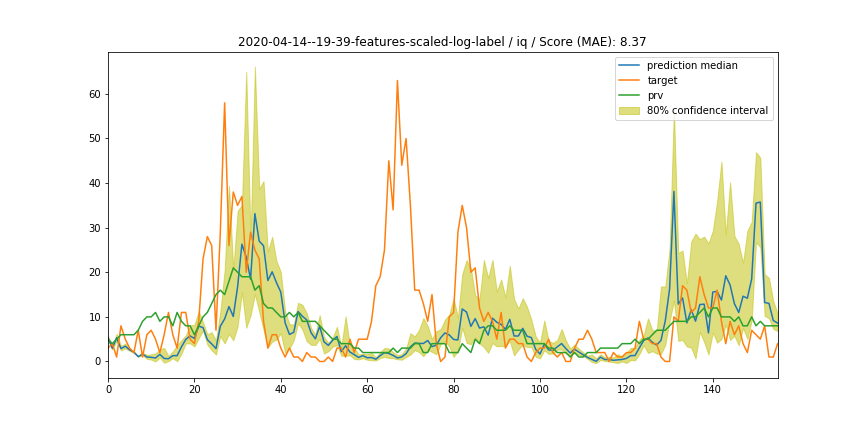 2020-04-14--19-39-features-scaled-log-label / iq / Score (MAE): 8.37
prediction median
target
prv
80% confidence interval
60
50
40
30
20
10
0
0 20 40 60 80 100 120 140